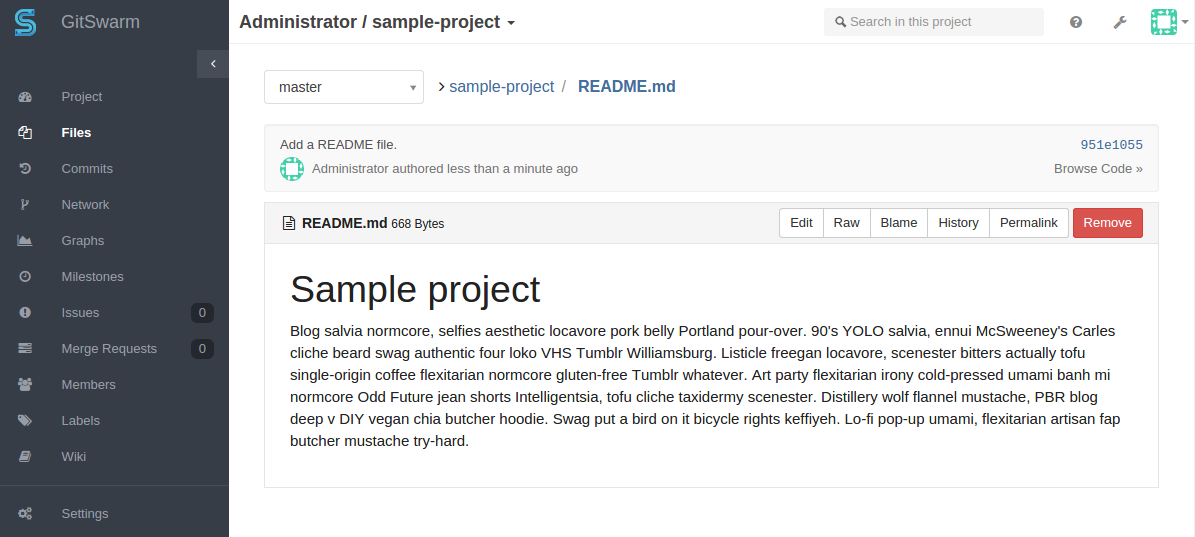 GitSwarm
Administrator / sample-project
Search in this project
Project
Files
Commits
Network
Graphs
Milestones
Issues 0
Merge Requests 0
Members
Labels
Wiki
Settings
master
sample-project / README.md
Add a README file.
951e1055
Administrator authored less than a minute ago
Browse Code »
README.md 668 Bytes
Edit Raw Blame History Permalink Remove
Sample project
Blog salvia normcore, selfies aesthetic locavore pork belly Portland pour-over. 90's YOLO salvia, ennui McSweeney's Carles
cliche beard swag authentic four loko VHS Tumblr Williamsburg. Listicle freegan locavore, scenester bitters actually tofu
single-origin coffee flexitarian normcore gluten-free Tumblr whatever. Art party flexitarian irony cold-pressed umami banh mi
normcore Odd Future jean shorts Intelligentsia, tofu cliche taxidermy scenester. Distillery wolf flannel mustache, PBR blog
deep v DIY vegan chia butcher hoodie. Swag put a bird on it bicycle rights keffiyeh. Lo-fi pop-up umami, flexitarian artisan fap
butcher mustache try-hard.